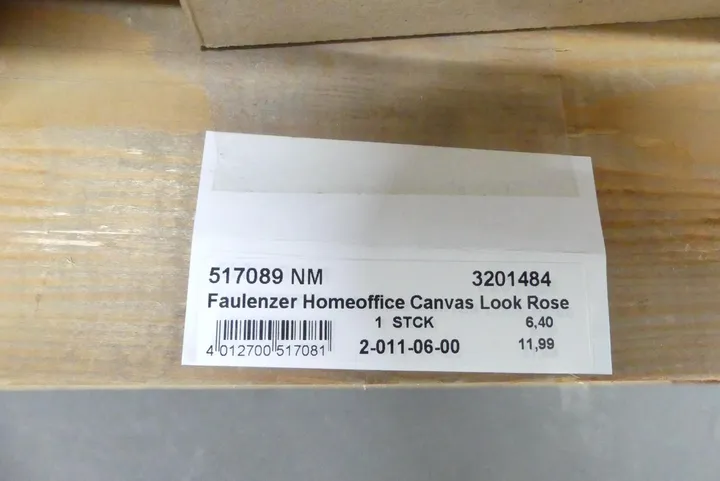 517089 NM 3201484
Faulenzer Homeoffice Canvas Look Rose
1 STCK 6,40
4 012700 517081 2-011-06-00 11,99